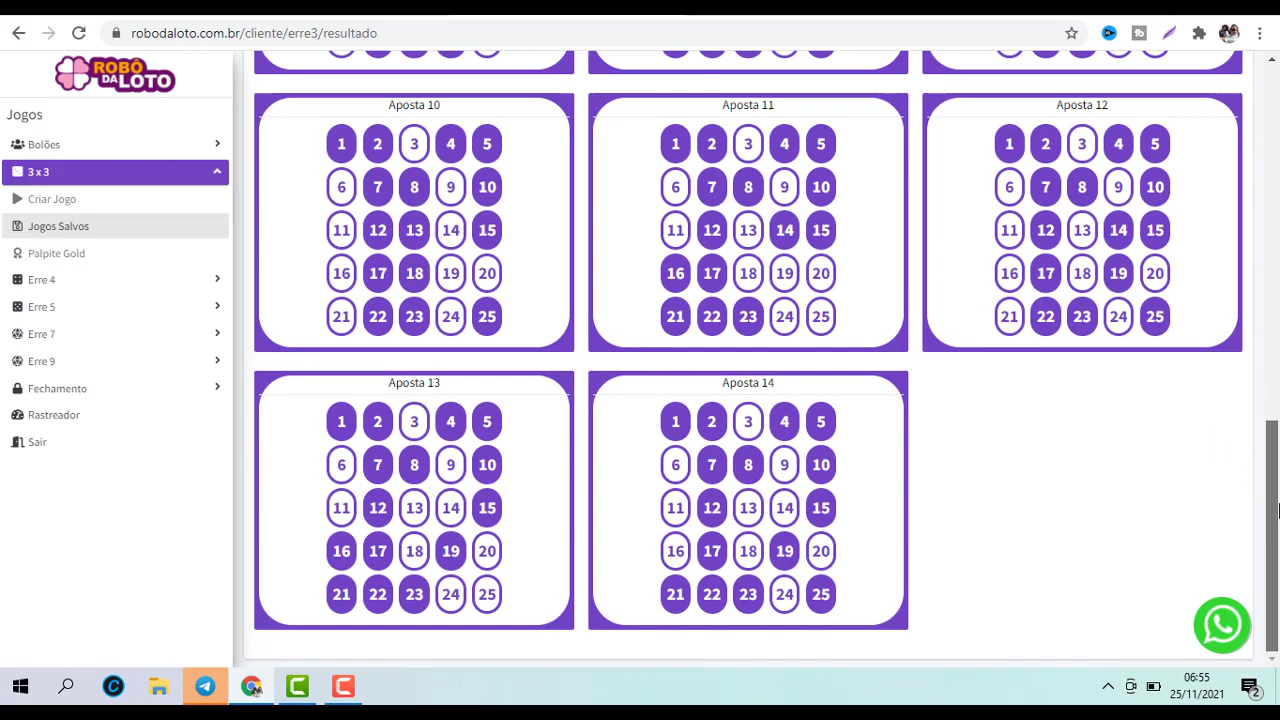 robodaloto.com.br/cliente/erre3/resultado
ROBÔ
DA LOTO
Jogos
Bolões
3 x 3
Criar Jogo
Jogos Salvos
Palpite Gold
Erre 4
Erre 5
Erre 7
Erre 9
Fechamento
Rastreador
Sair
Aposta 10
1 2 3 4 5
6 7 8 9 10
11 12 13 14 15
16 17 18 19 20
21 22 23 24 25
Aposta 11
1 2 3 4 5
6 7 8 9 10
11 12 13 14 15
16 17 18 19 20
21 22 23 24 25
Aposta 12
1 2 3 4 5
6 7 8 9 10
11 12 13 14 15
16 17 18 19 20
21 22 23 24 25
Aposta 13
1 2 3 4 5
6 7 8 9 10
11 12 13 14 15
16 17 18 19 20
21 22 23 24 25
Aposta 14
1 2 3 4 5
6 7 8 9 10
11 12 13 14 15
16 17 18 19 20
21 22 23 24 25
06:55
25/11/2021
2